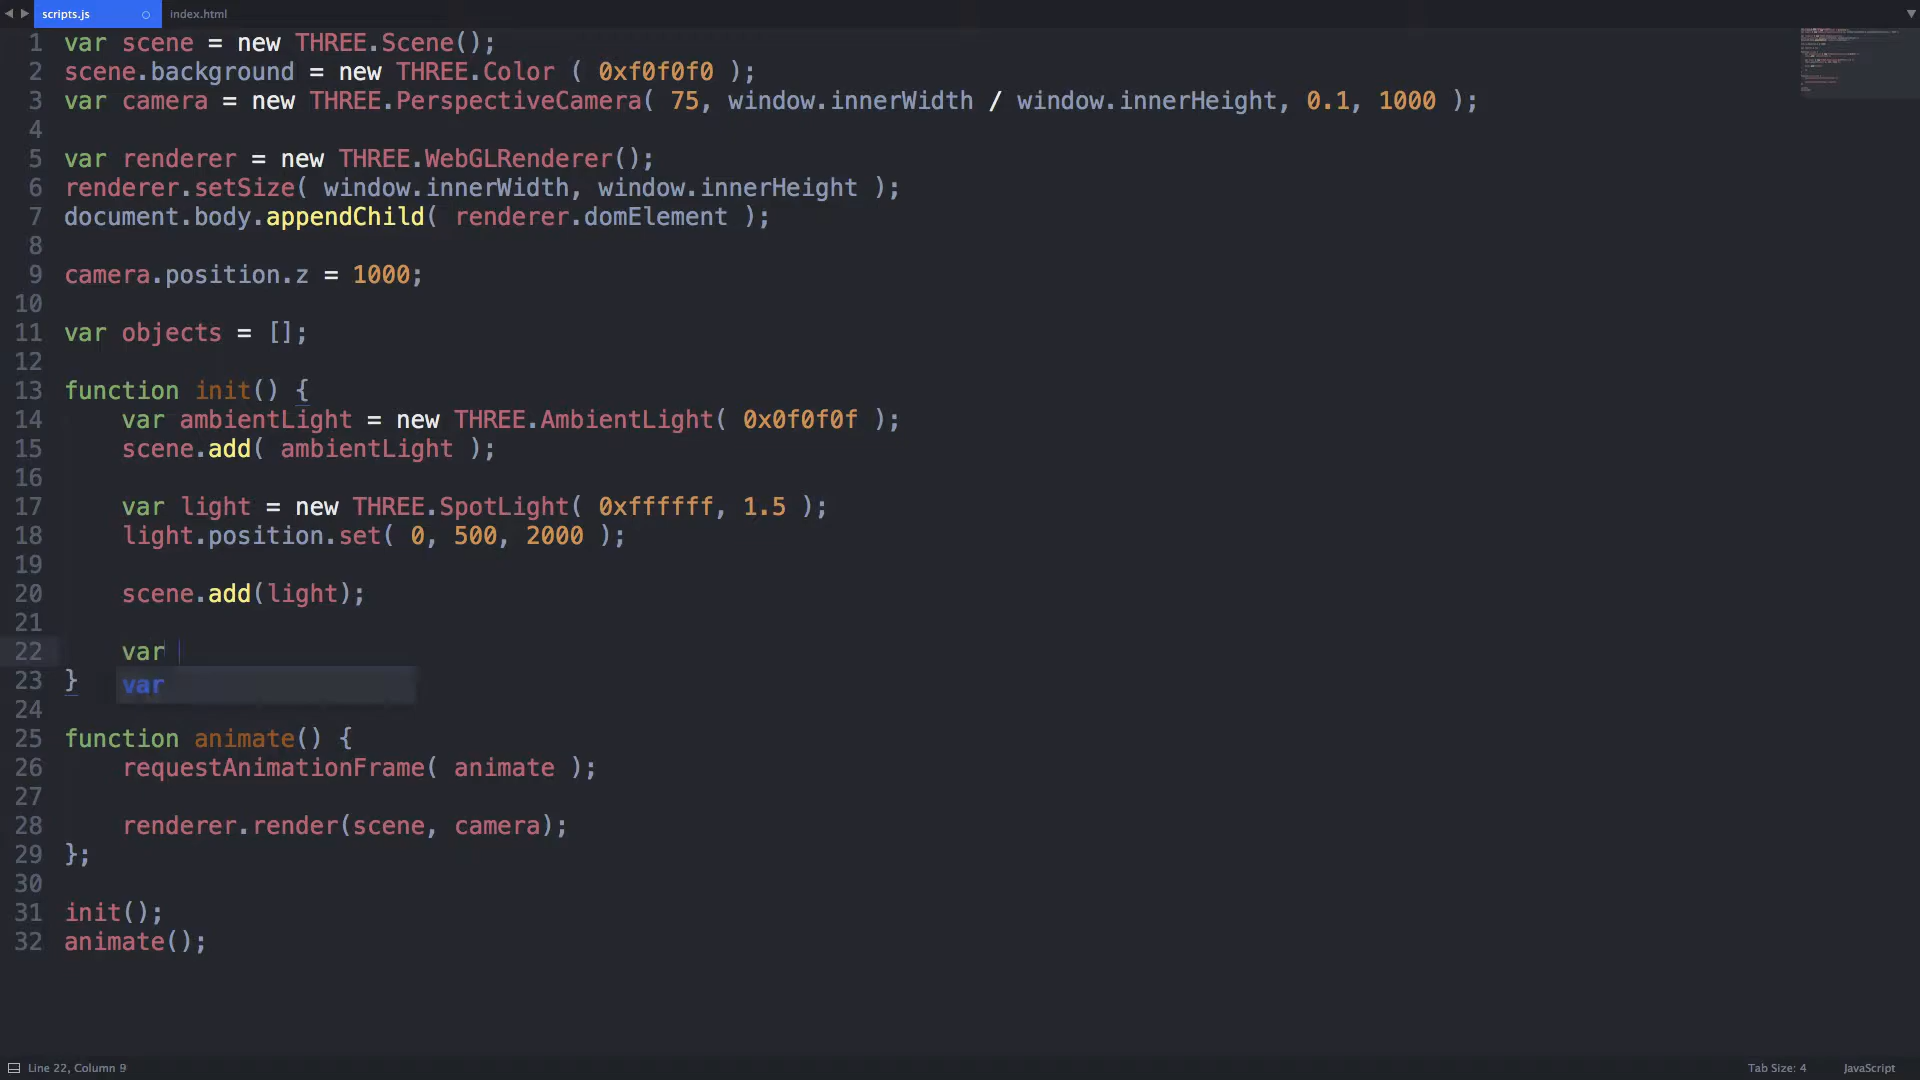 scripts.js index.html
1 var scene = new THREE.Scene();
2 scene.background = new THREE.Color ( 0xf0f0f0 );
3 var camera = new THREE.PerspectiveCamera( 75, window.innerWidth / window.innerHeight, 0.1, 1000 );
4
5 var renderer = new THREE.WebGLRenderer();
6 renderer.setSize( window.innerWidth, window.innerHeight );
7 document.body.appendChild( renderer.domElement );
8
9 camera.position.z = 1000;
10
11 var objects = [];
12
13 function init() {
14 var ambientLight = new THREE.AmbientLight( 0x0f0f0f );
15 scene.add( ambientLight );
16
17 var light = new THREE.SpotLight( 0xffffff, 1.5 );
18 light.position.set( 0, 500, 2000 );
19
20 scene.add(light);
21
22 var
23 } var
24
25 function animate() {
26 requestAnimationFrame( animate );
27
28 renderer.render(scene, camera);
29 };
30
31 init();
32 animate();
Line 22, Column 9 Tab Size: 4 JavaScript